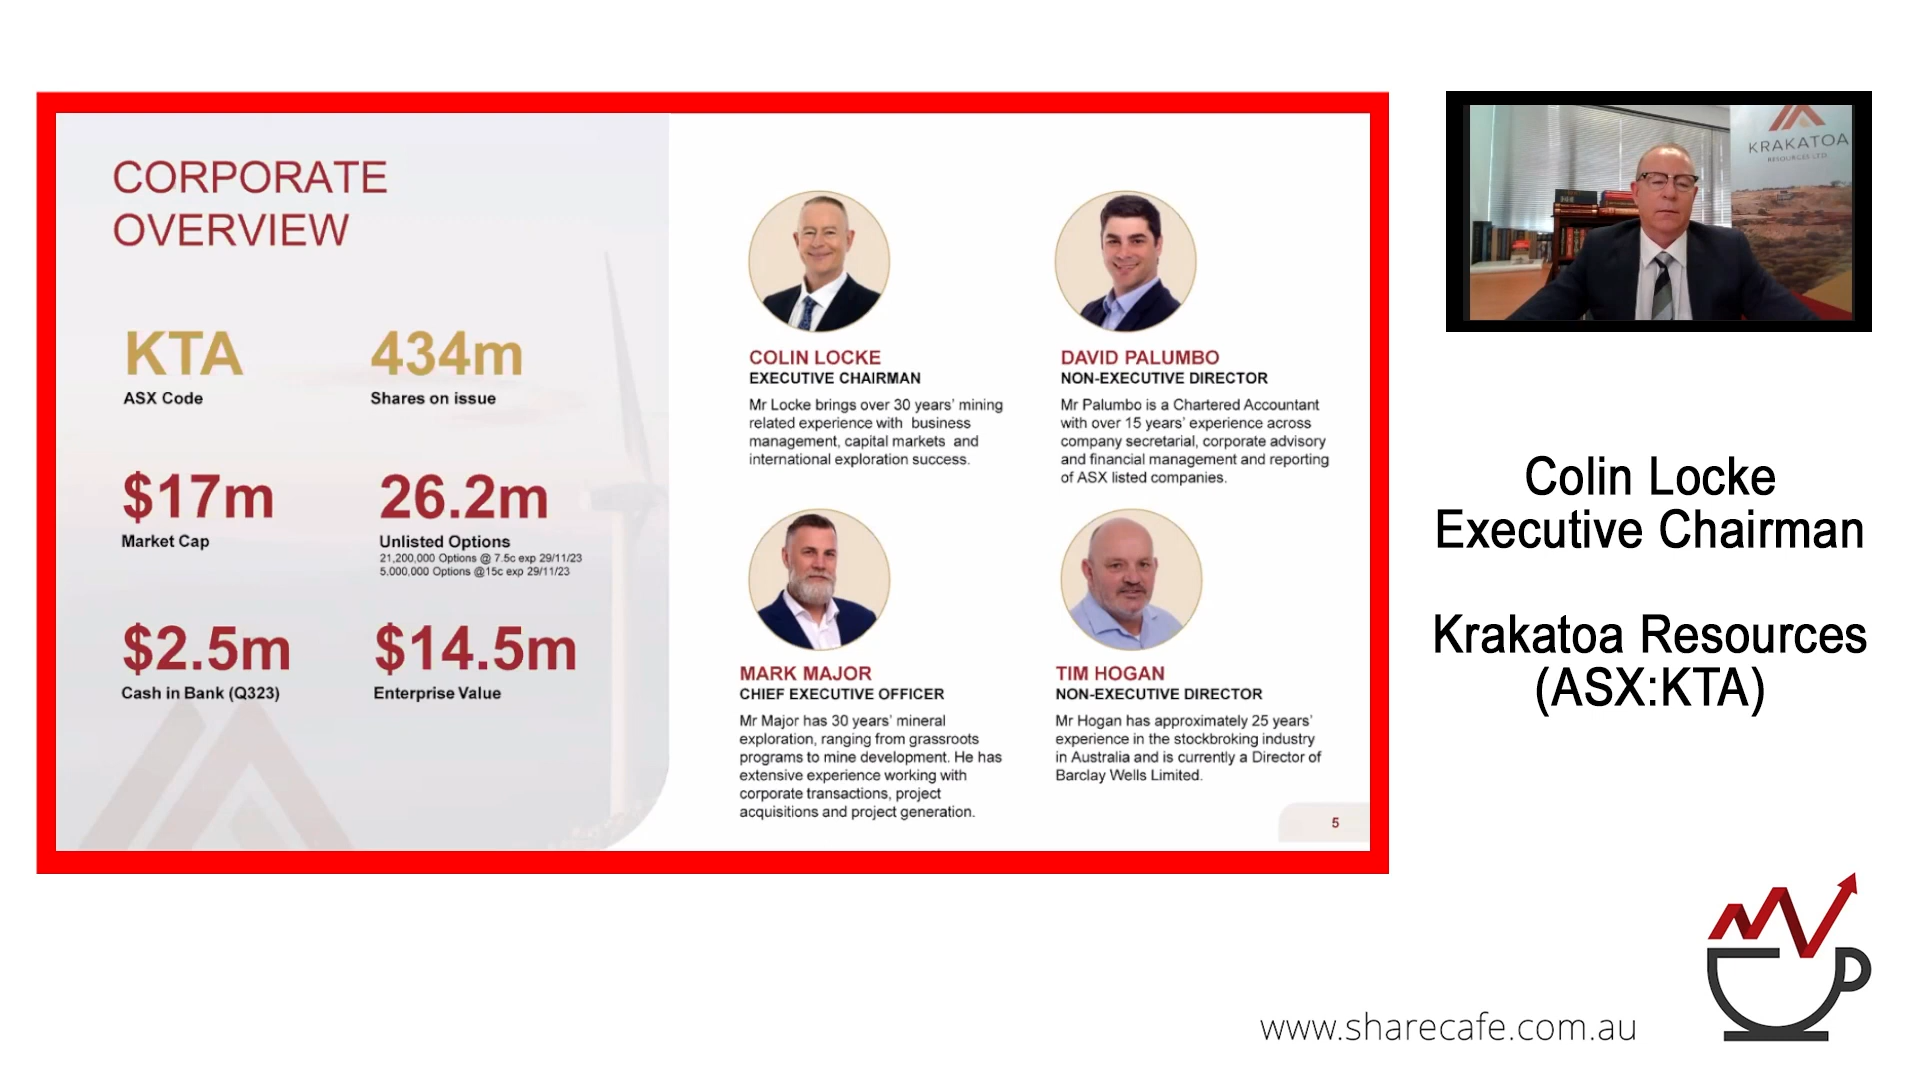 CORPORATE
OVERVIEW
KTA
ASX Code
434m
Shares on issue
$17m
Market Cap
26.2m
Unlisted Options
21,200,000 Options @ 7.5c exp 29/11/23
5,000,000 Options @15c exp 29/11/23
$2.5m
Cash in Bank (Q323)
$14.5m
Enterprise Value
COLIN LOCKE
EXECUTIVE CHAIRMAN
Mr Locke brings over 30 years' mining
related experience with business
management, capital markets and
international exploration success.
DAVID PALUMBO
NON-EXECUTIVE DIRECTOR
Mr Palumbo is a Chartered Accountant
with over 15 years' experience across
company secretarial, corporate advisory
and financial management and reporting
of ASX listed companies.
MARK MAJOR
CHIEF EXECUTIVE OFFICER
Mr Major has 30 years' mineral
exploration, ranging from grassroots
programs to mine development. He has
extensive experience working with
corporate transactions, project
acquisitions and project generation.
TIM HOGAN
NON-EXECUTIVE DIRECTOR
Mr Hogan has approximately 25 years'
experience in the stockbroking industry
in Australia and is currently a Director of
Barclay Wells Limited.
5
KRAKATOA
RESOURCES LTD
Colin Locke
Executive Chairman
Krakatoa Resources
(ASX:KTA)
www.sharecafe.com.au